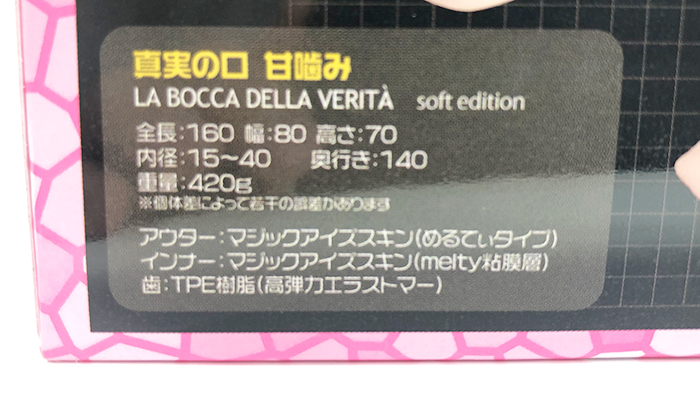 真実の口 甘噛み
LA BOCCA DELLA VERITÀ soft edition
全長:160 幅:80 高さ:70
内径:15～40 奥行き:140
重量:420g
※個体差によって若干の誤差があります
アウター:マジックアイズスキン(めるてぃタイプ)
インナー:マジックアイズスキン(melty粘膜層)
歯:TPE樹脂(高弾力エラストマー)